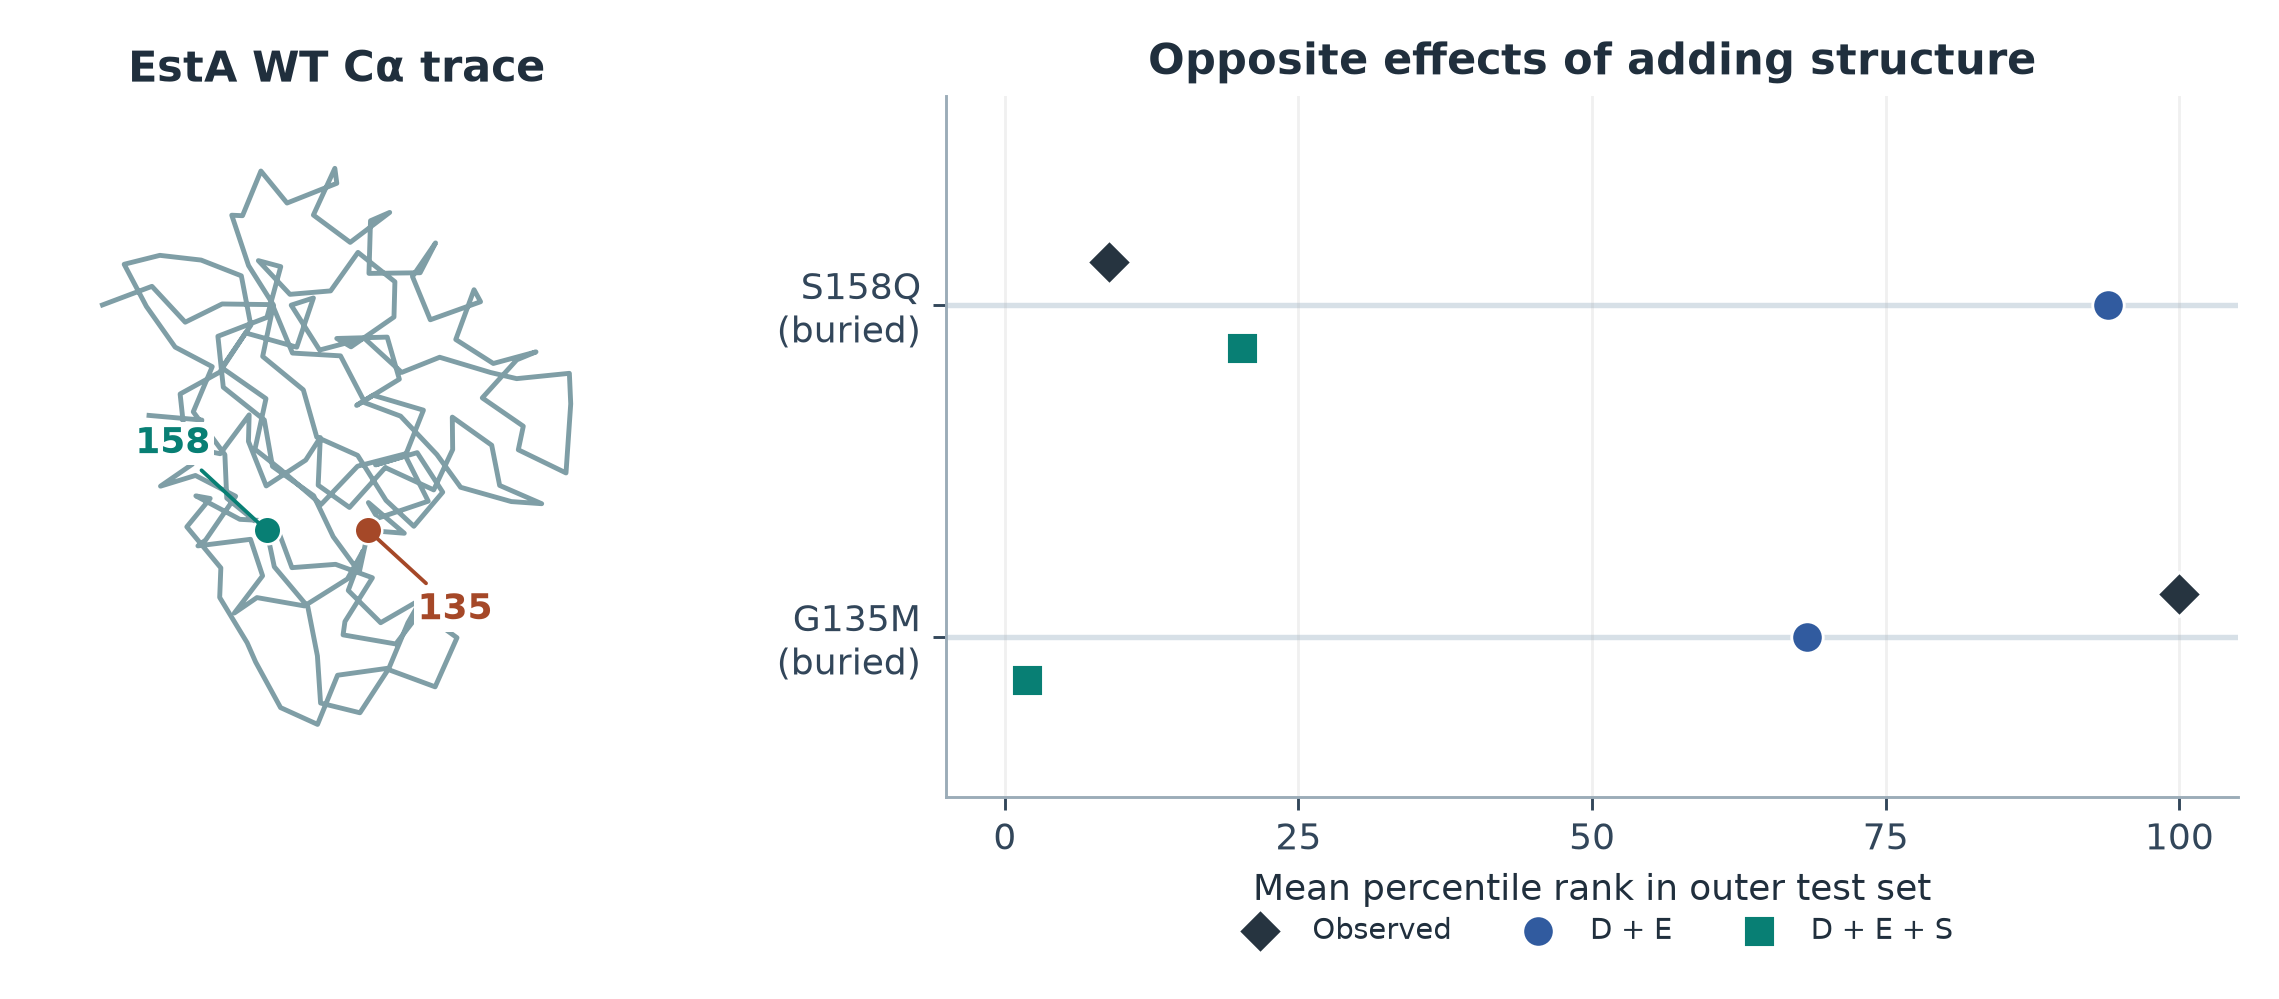 EstA WT Cα trace
158
135
Opposite effects of adding structure
S158Q
(buried)
G135M
(buried)
0 25 50 75 100
Mean percentile rank in outer test set
Observed D + E D + E + S